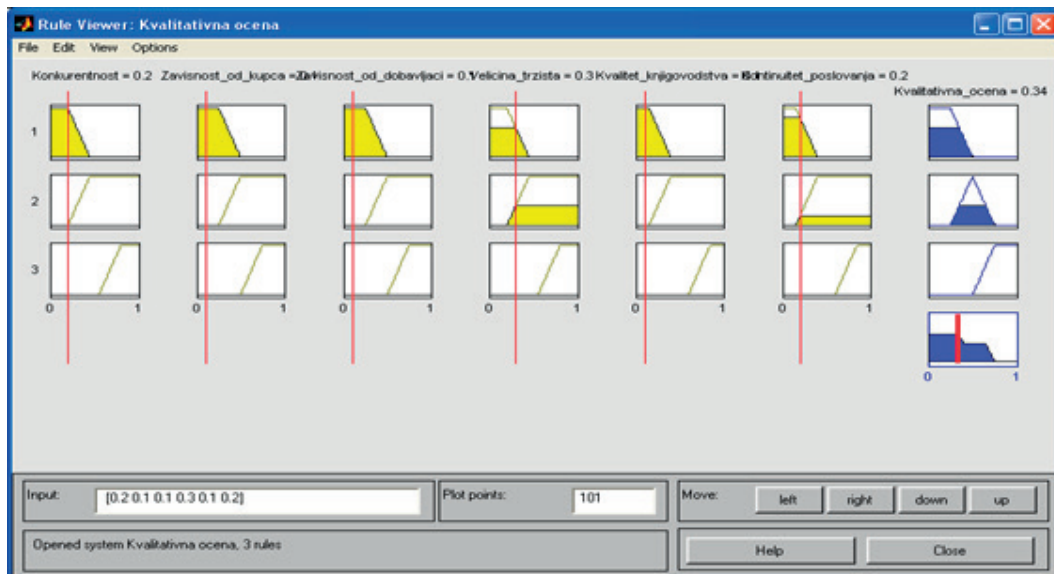 Rule Viewer: Kvalitativna ocena
File Edit View Options
Konkurentnost = 0.2
Velicina_trzista = 0.3
= 0.2
Kvalitativna_ocena = 0.34
1
2
3
0 1 0 1 0 1 0 1 0 1 0 1
0 1
Input: [0.2 0.1 0.1 0.3 0.1 0.2] Plot points: 101 Move: left right down up
Opened system Kvalitativna ocena, 3 rules Help Close